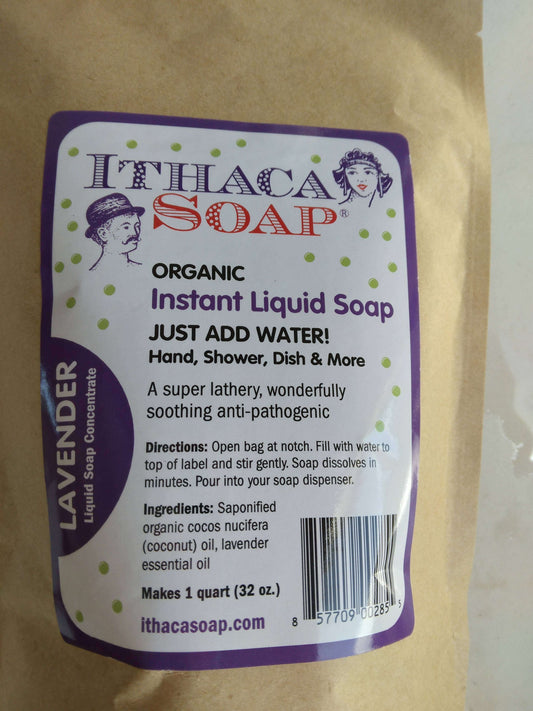 ITHACA
SOAP®
ORGANIC
Instant Liquid Soap
JUST ADD WATER!
Hand, Shower, Dish & More
A super lathery, wonderfully
soothing anti-pathogenic
LAVENDER
Liquid Soap Concentrate
Directions: Open bag at notch. Fill with water to
top of label and stir gently. Soap dissolves in
minutes. Pour into your soap dispenser.
Ingredients: Saponified
organic cocos nucifera
(coconut) oil, lavender
essential oil
Makes 1 quart (32 oz.)
ithacasoap.com
8 57709 00285 5